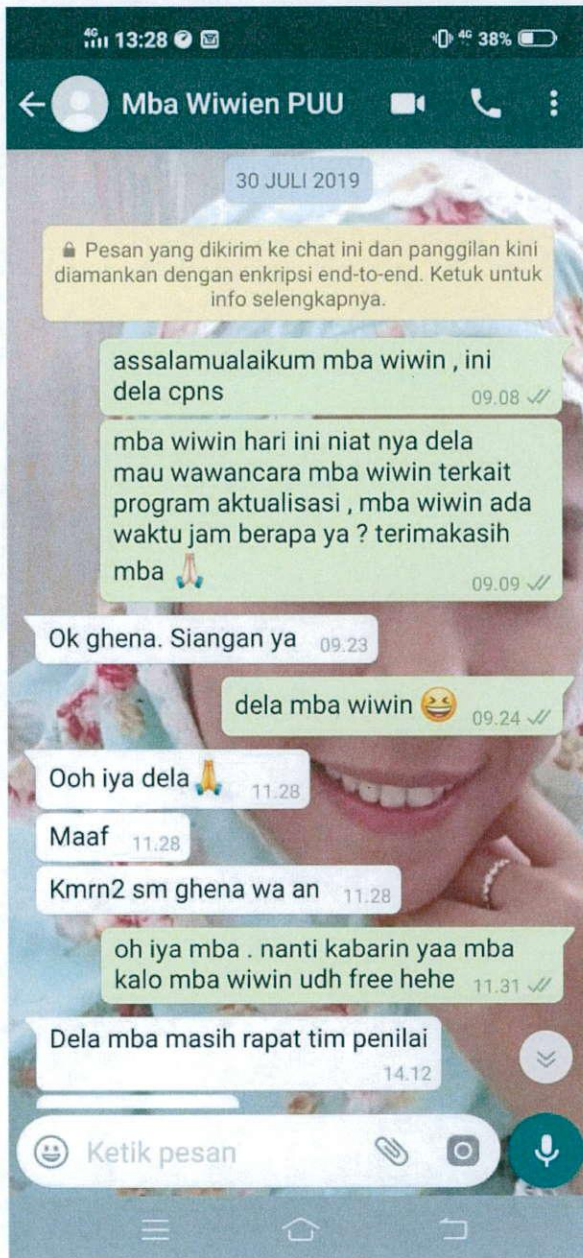 4G 13:28 4G 38%
Mba Wiwien PUU
30 JULI 2019
Pesan yang dikirim ke chat ini dan panggilan kini
diamankan dengan enkripsi end-to-end. Ketuk untuk
info selengkapnya.
assalamualaikum mba wiwin , ini
dela cpns 09.08
mba wiwin hari ini niat nya dela
mau wawancara mba wiwin terkait
program aktualisasi , mba wiwin ada
waktu jam berapa ya ? terimakasih
mba 🙏 09.09
Ok ghena. Siangan ya 09.23
dela mba wiwin 😆 09.24
Ooh iya dela 🙏 11.28
Maaf 11.28
Kmrn2 sm ghena wa an 11.28
oh iya mba . nanti kabarin yaa mba
kalo mba wiwin udh free hehe 11.31
Dela mba masih rapat tim penilai
14.12
Ketik pesan